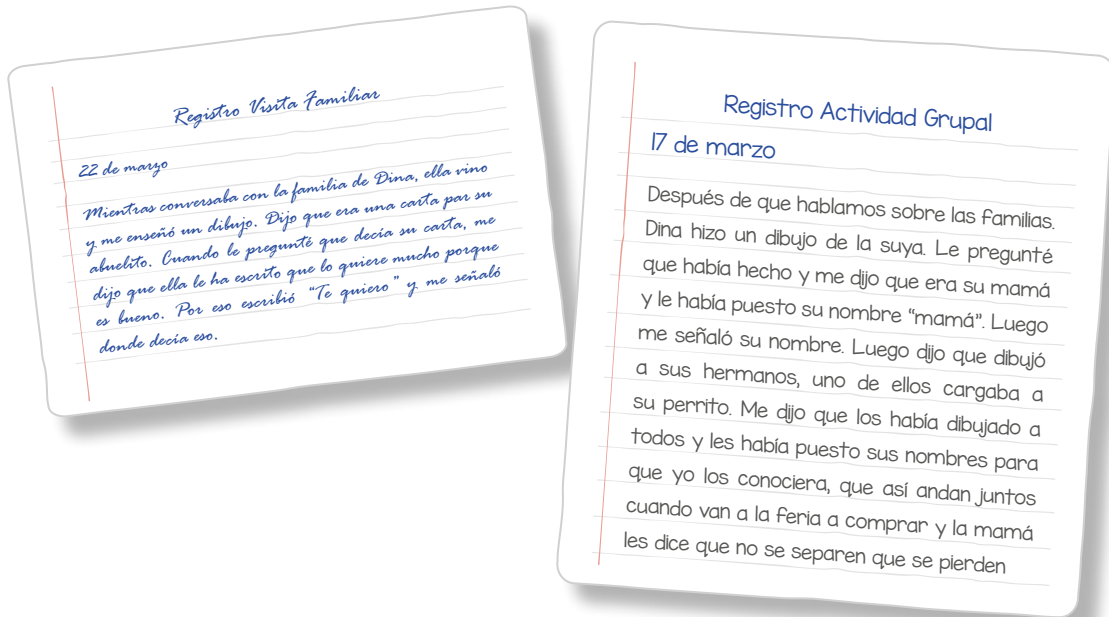 Registro Visita Familiar
22 de marzo
Mientras conversaba con la familia de Dina, ella vino
y me enseñó un dibujo. Dijo que era una carta par su
abuelito. Cuando le pregunté que decía su carta, me
dijo que ella le ha escrito que lo quiere mucho porque
es bueno. Por eso escribió "Te quiero" y me señaló
donde decía eso.
Registro Actividad Grupal
17 de marzo
Después de que hablamos sobre las familias.
Dina hizo un dibujo de la suya. Le pregunté
que había hecho y me dijo que era su mamá
y le había puesto su nombre "mamá". Luego
me señaló su nombre. Luego dijo que dibujó
a sus hermanos, uno de ellos cargaba a
su perrito. Me dijo que los había dibujado a
todos y les había puesto sus nombres para
que yo los conociera, que así andan juntos
cuando van a la feria a comprar y la mamá
les dice que no se separen que se pierden